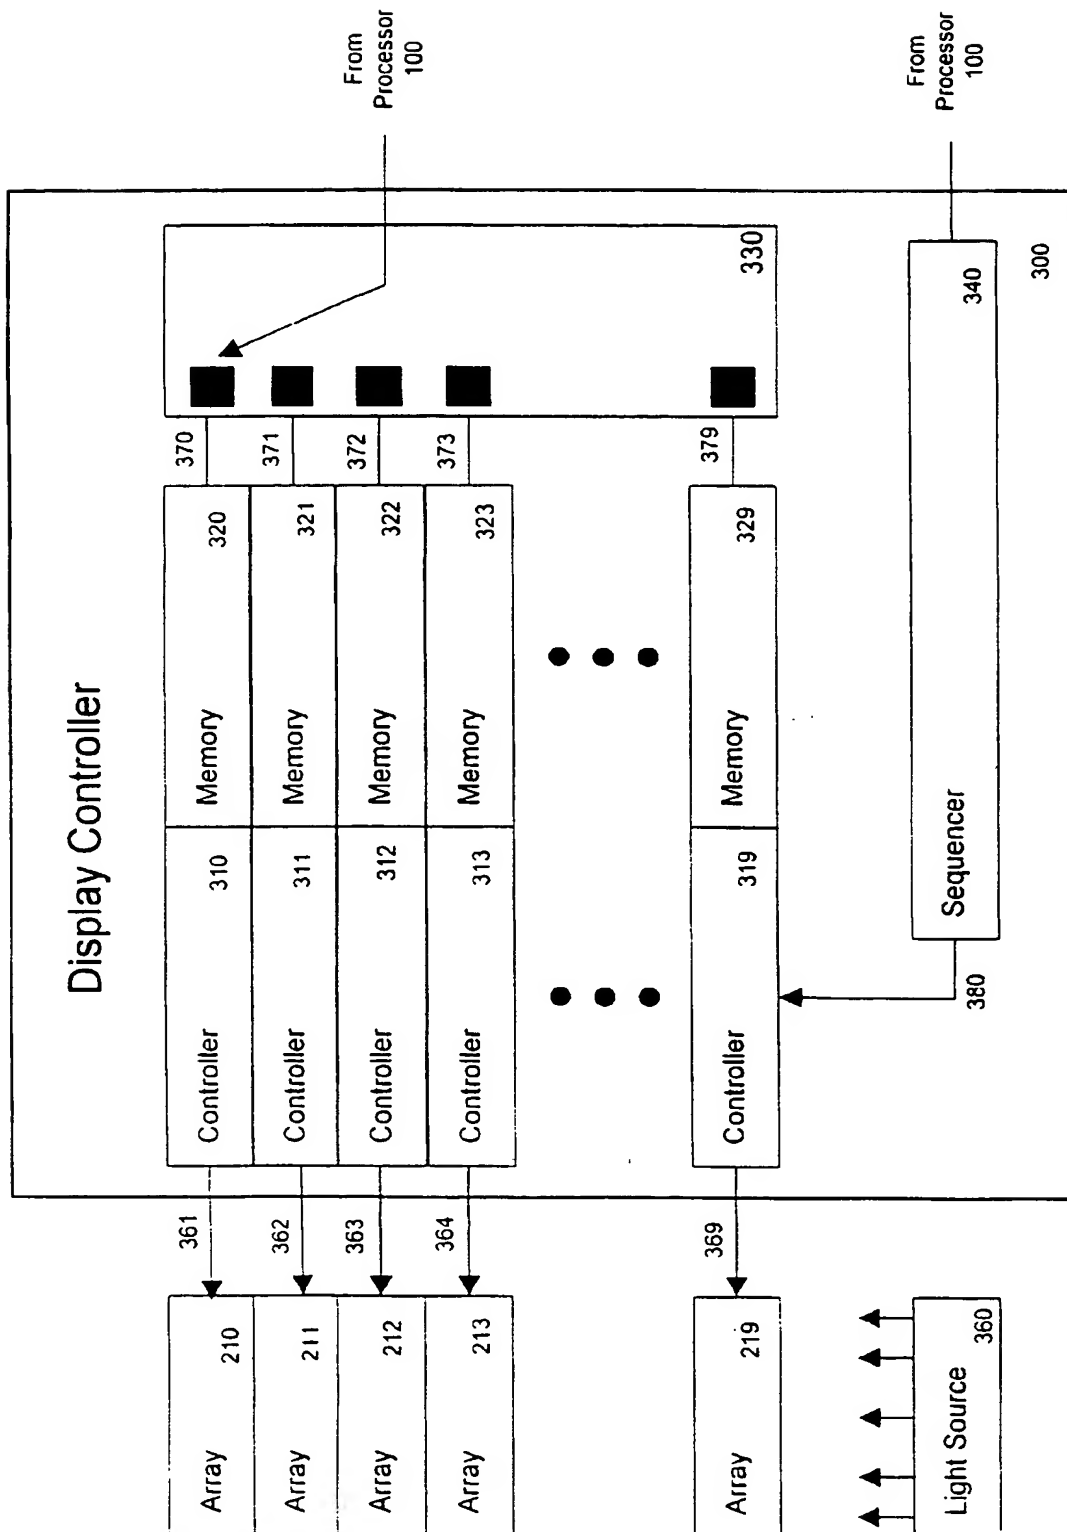 Display Controller
From
Processor
100
From
Processor
100
330
370
371
372
373
379
Memory 320
Memory 321
Memory 322
Memory 323
Memory 329
Controller 310
Controller 311
Controller 312
Controller 313
Controller 319
Sequencer 340
300
380
361
362
363
364
369
Array 210
Array 211
Array 212
Array 213
Array 219
Light Source 360